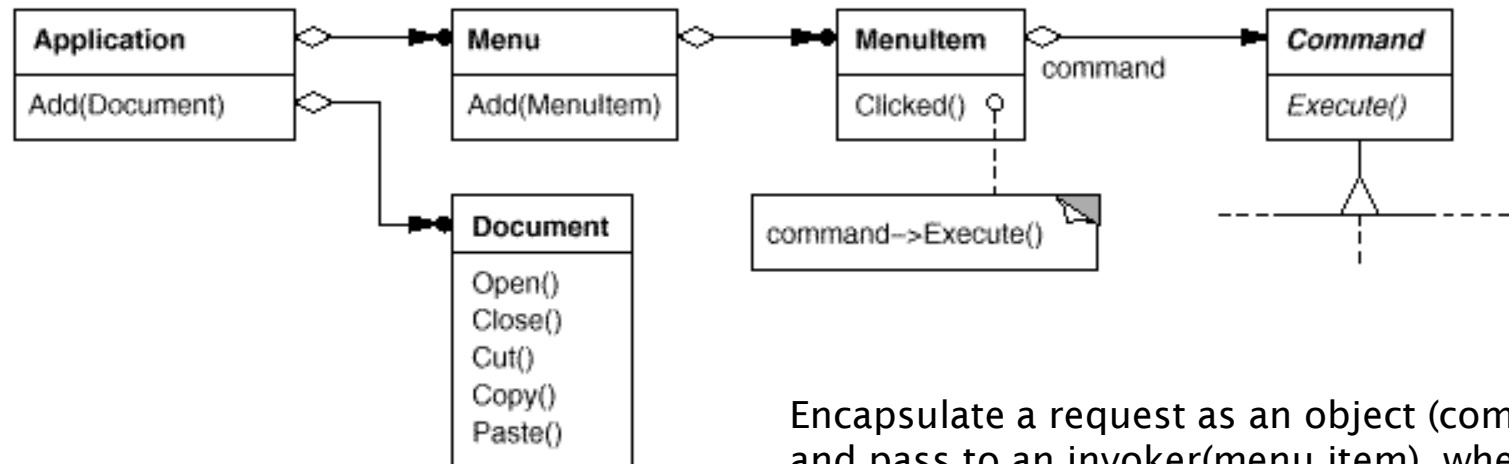 Application
Add(Document)
Menu
Add(MenuItem)
MenuItem
Clicked()
command
Command
Execute()
command->Execute()
Document
Open()
Close()
Cut()
Copy()
Paste()
Encapsulate a request as an object (com
and pass to an invoker(menu item), whe